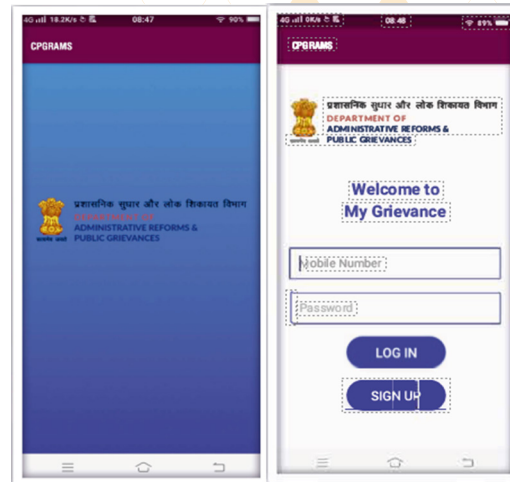 4G 18.2K/s 08:47 90%
CPGRAMS
प्रशासनिक सुधार और लोक शिकायत विभाग
DEPARTMENT OF
ADMINISTRATIVE REFORMS &
PUBLIC GRIEVANCES
4G 0K/s 08:48 89%
CPGRAMS
प्रशासनिक सुधार और लोक शिकायत विभाग
DEPARTMENT OF
ADMINISTRATIVE REFORMS &
PUBLIC GRIEVANCES
Welcome to
My Grievance
Mobile Number
Password
LOG IN
SIGN UP